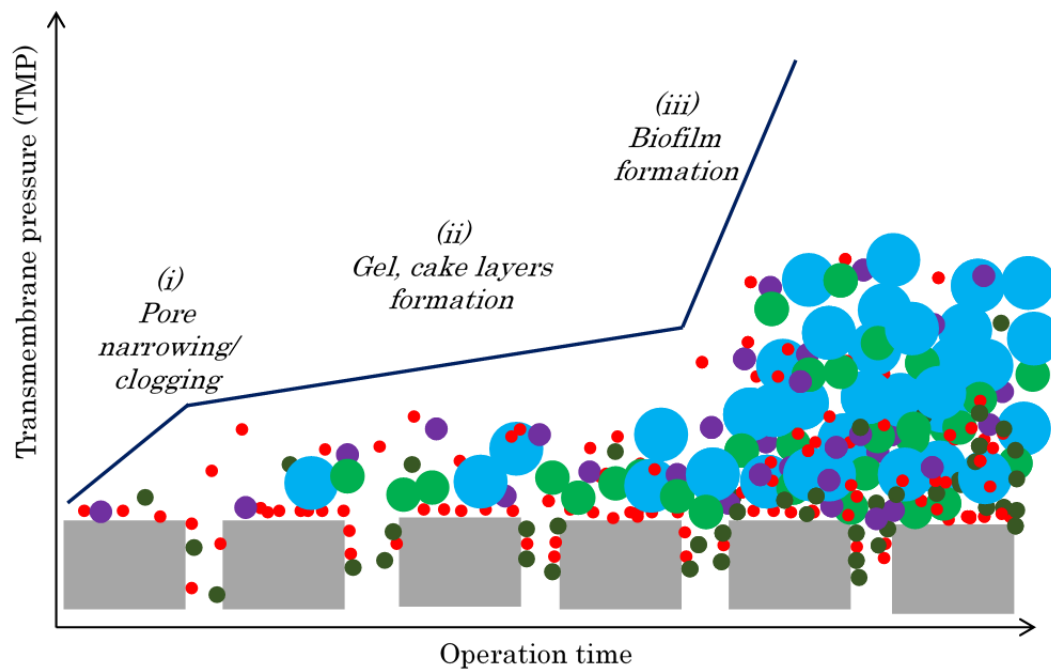 Transmembrane pressure (TMP)
(i)
Pore
narrowing/
clogging
(ii)
Gel, cake layers
formation
(iii)
Biofilm
formation
Operation time